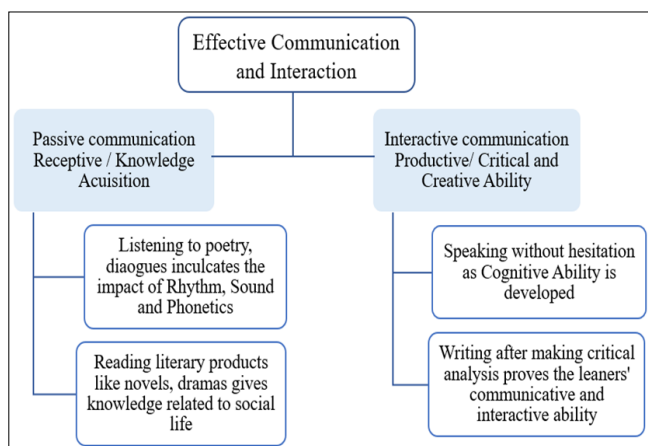 Effective Communication
and Interaction
Passive communication
Receptive / Knowledge
Acuisition
Interactive communication
Productive/ Critical and
Creative Ability
Listening to poetry,
diaogues inculcates the
impact of Rhythm, Sound
and Phonetics
Reading literary products
like novels, dramas gives
knowledge related to social
life
Speaking without hesitation
as Cognitive Ability is
developed
Writing after making critical
analysis proves the leaners'
communicative and
interactive ability